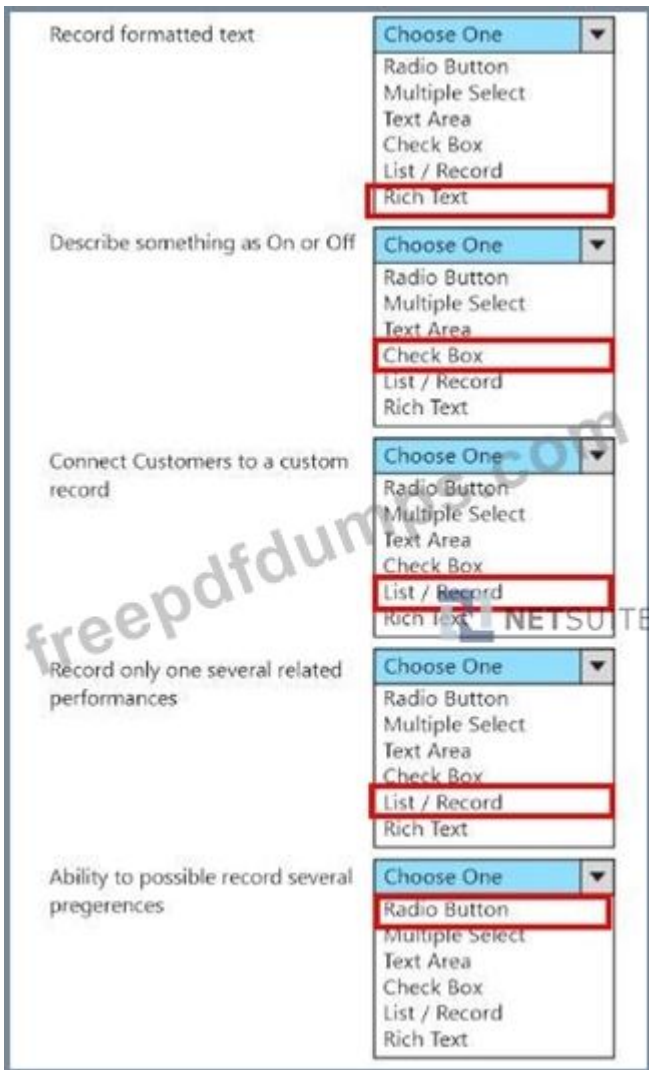 Record formatted text
Choose One
Radio Button
Multiple Select
Text Area
Check Box
List / Record
Rich Text
Describe something as On or Off
Choose One
Radio Button
Multiple Select
Text Area
Check Box
List / Record
Rich Text
Connect Customers to a custom
record
Choose One
Radio Button
Multiple Select
Text Area
Check Box
List / Record
Rich Text
NETSUITE
freepdfdumps.com
Record only one several related
performances
Choose One
Radio Button
Multiple Select
Text Area
Check Box
List / Record
Rich Text
Ability to possible record several
pregerences
Choose One
Radio Button
Multiple Select
Text Area
Check Box
List / Record
Rich Text